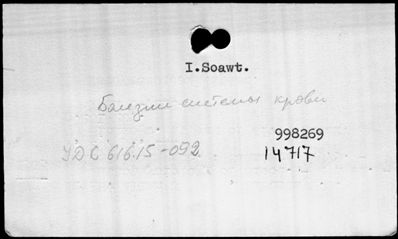 I.Soawt.
Болезни системы крови
998269
УДС 616.15-092 14717